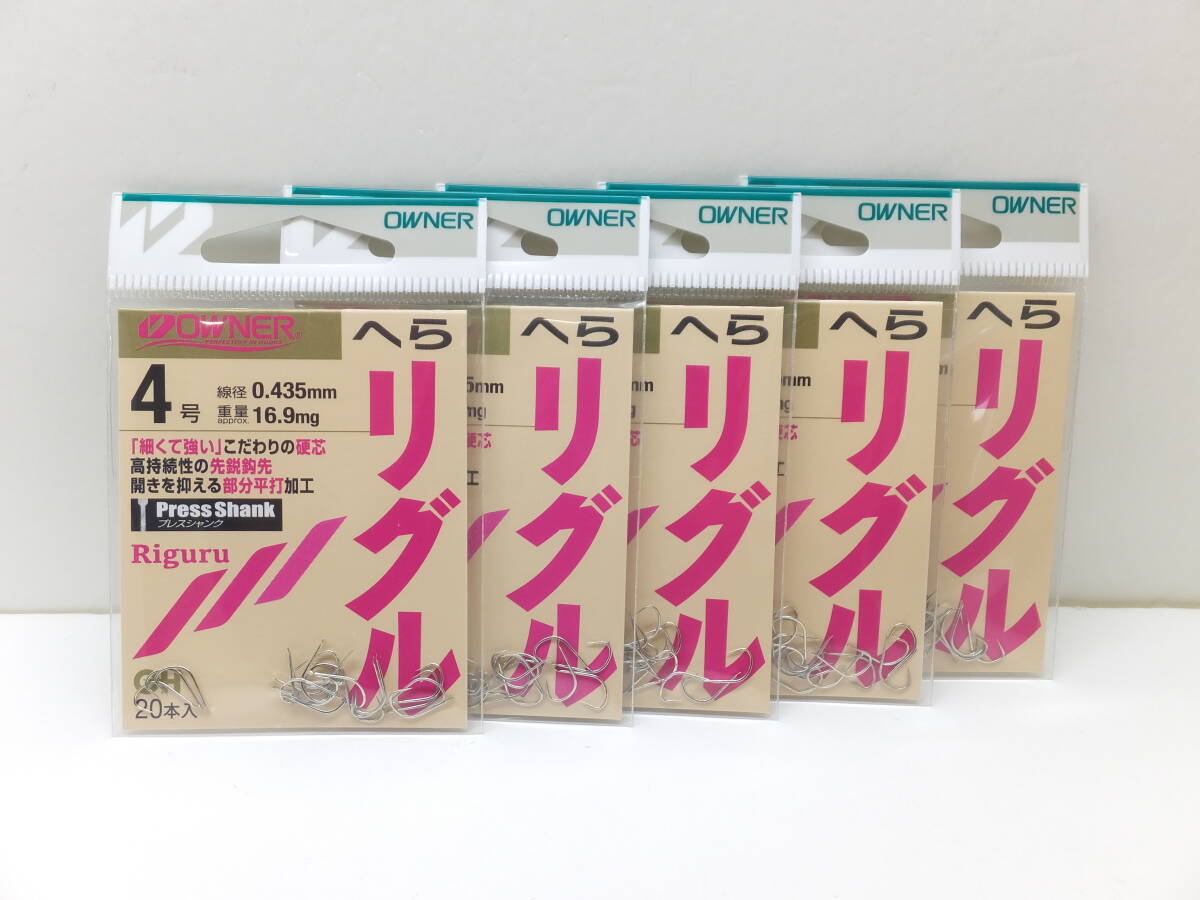 OWNER
OWNER
OWNER
OWNER
OWNER
OWNER
へら
リグル
4号
線径 0.435mm
重量 16.9mg
approx.
「細くて強い」こだわりの硬芯
高持続性の先鋭鈎先
開きを抑える部分平打加工
Press Shank
プレスシャンク
Riguru
20本入
へら
リグル
mm
mg
へら
リグル
mm
へら
リグル
mm
へら
リグル